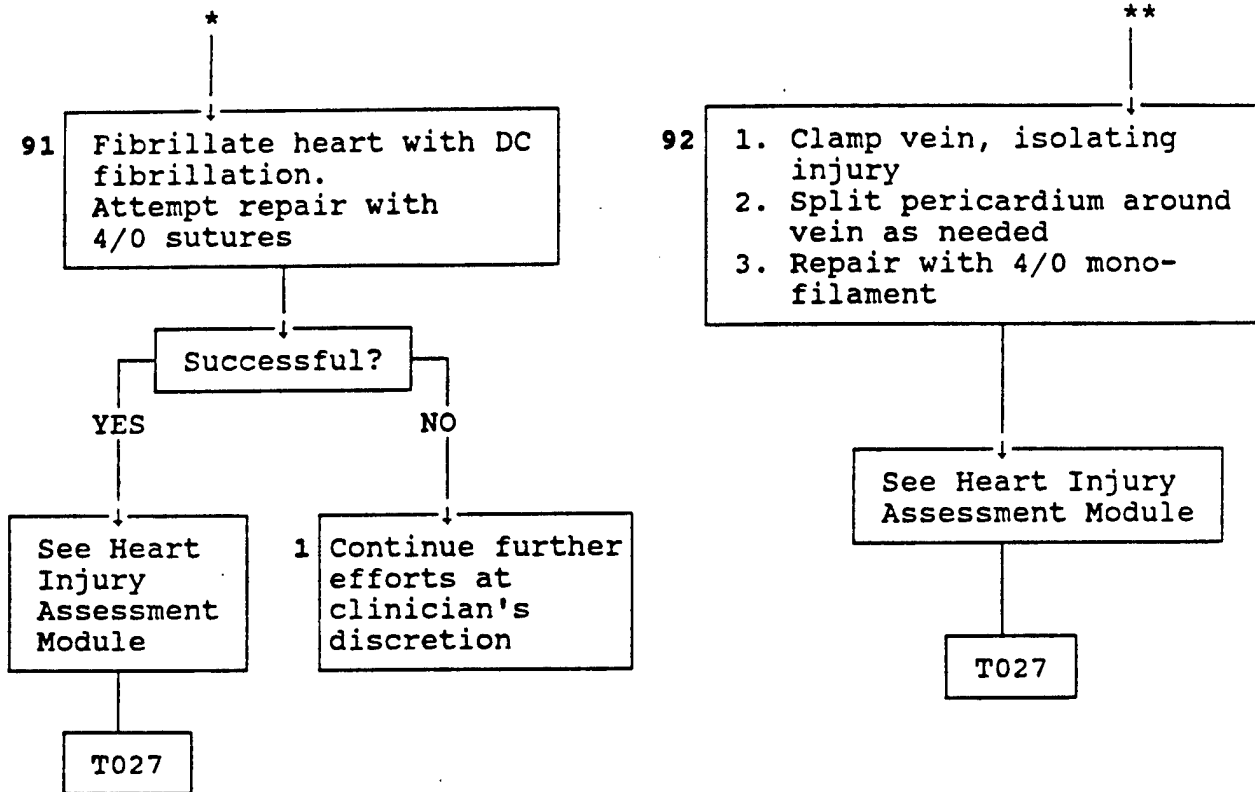 *
91 Fibrillate heart with DC
fibrillation.
Attempt repair with
4/0 sutures
Successful?
YES
NO
See Heart
Injury
Assessment
Module
1 Continue further
efforts at
clinician's
discretion
T027
**
92 1. Clamp vein, isolating
injury
2. Split pericardium around
vein as needed
3. Repair with 4/0 mono-
filament
See Heart Injury
Assessment Module
T027